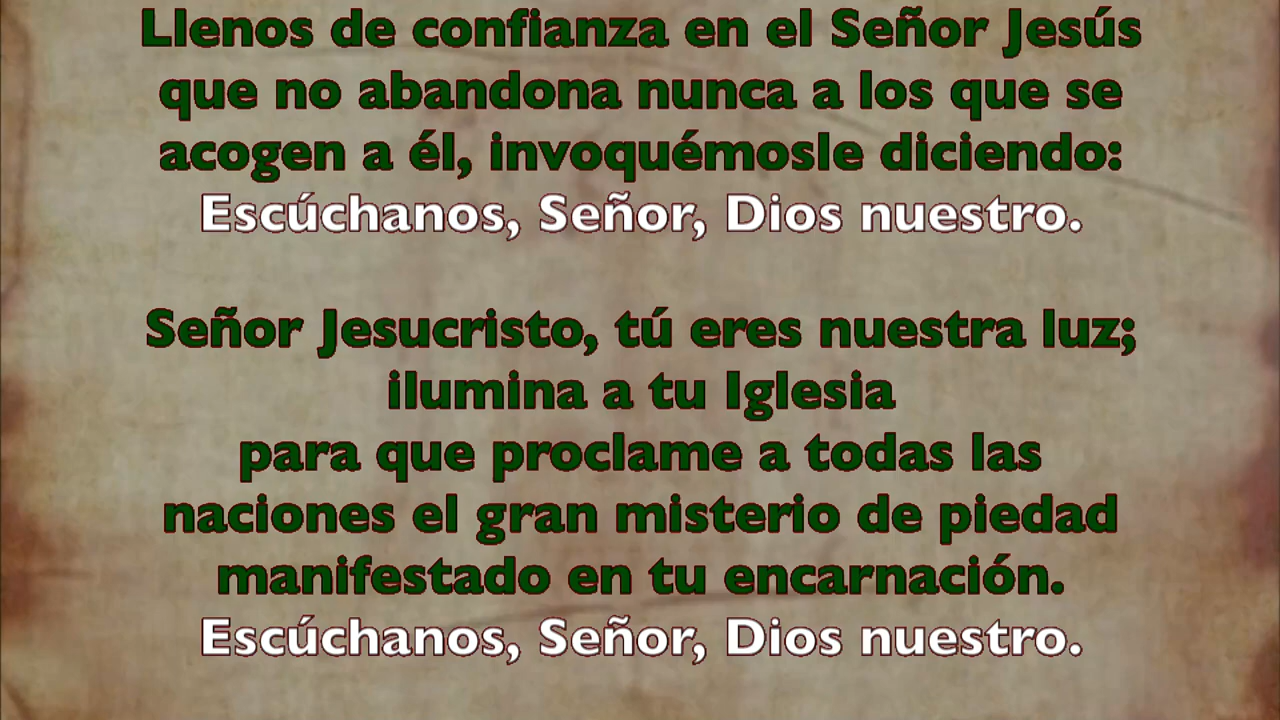 Llenos de confianza en el Señor Jesús
que no abandona nunca a los que se
acogen a él, invoquémosle diciendo:
Escúchanos, Señor, Dios nuestro.
Señor Jesucristo, tú eres nuestra luz;
ilumina a tu Iglesia
para que proclame a todas las
naciones el gran misterio de piedad
manifestado en tu encarnación.
Escúchanos, Señor, Dios nuestro.